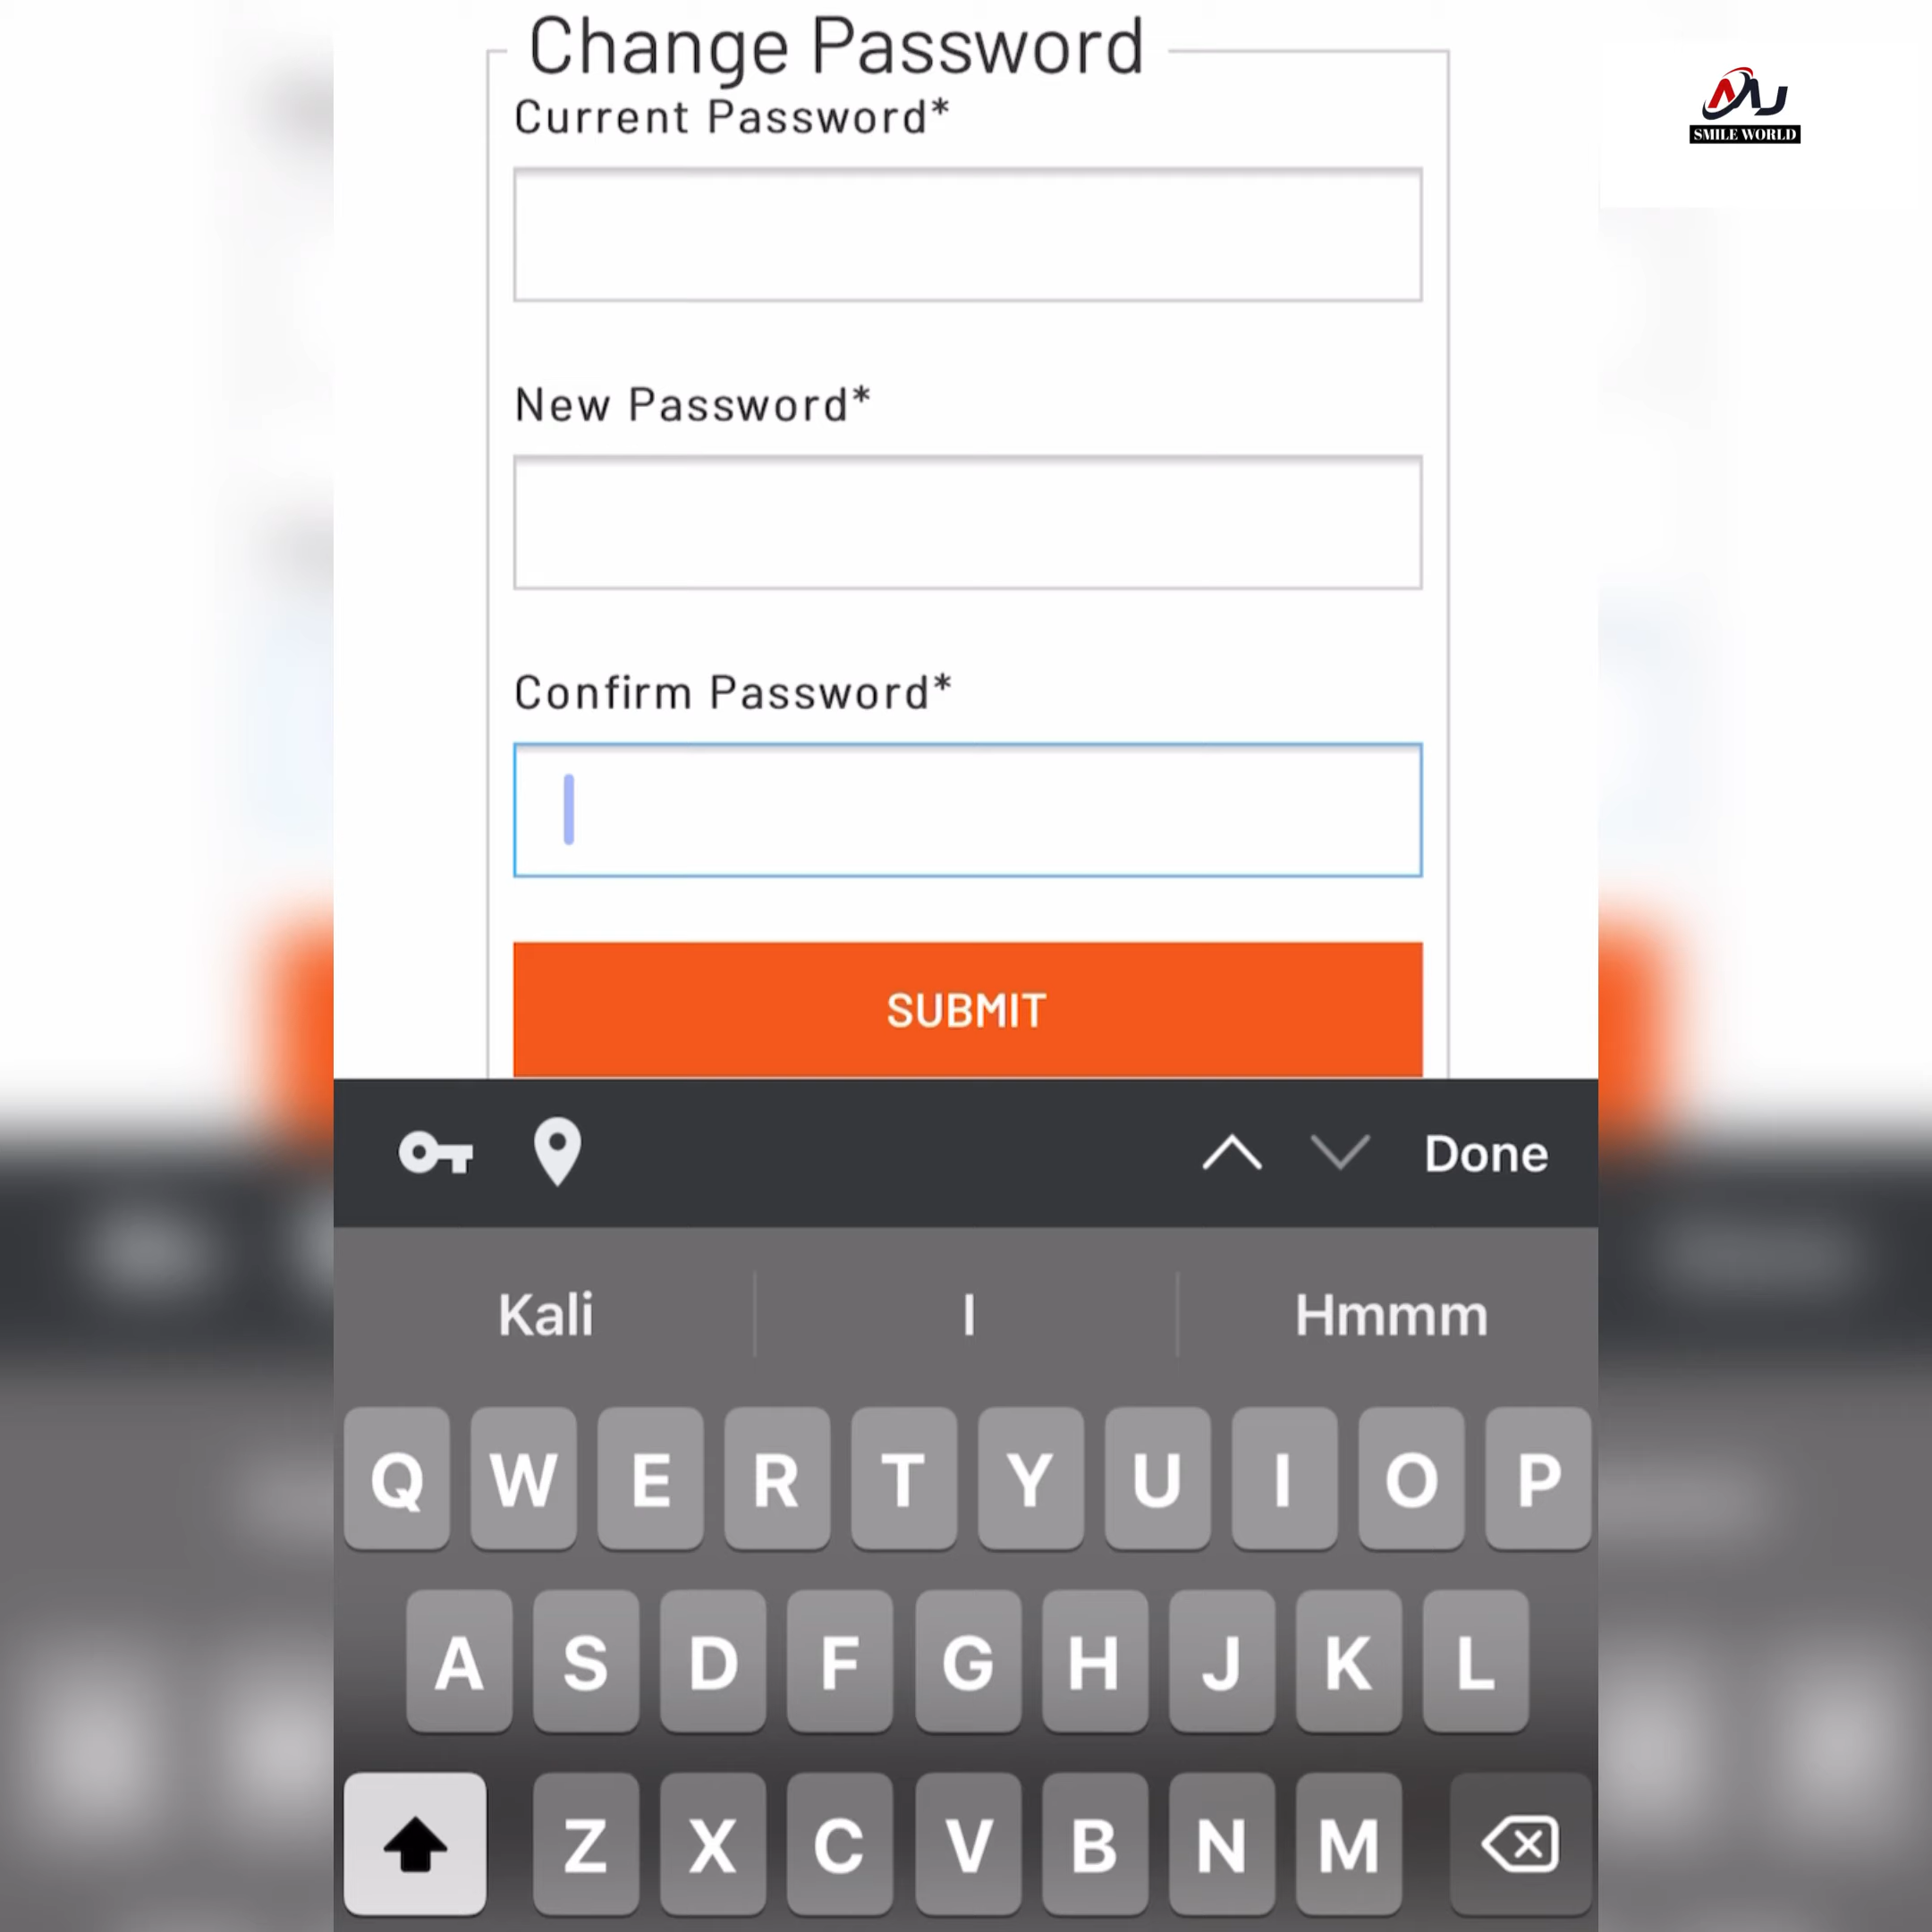 Change Password
SMILE WORLD
Current Password*
New Password*
Confirm Password*
SUBMIT
Done
Kali I Hmmm
Q W E R T Y U I O P
A S D F G H J K L
Z X C V B N M